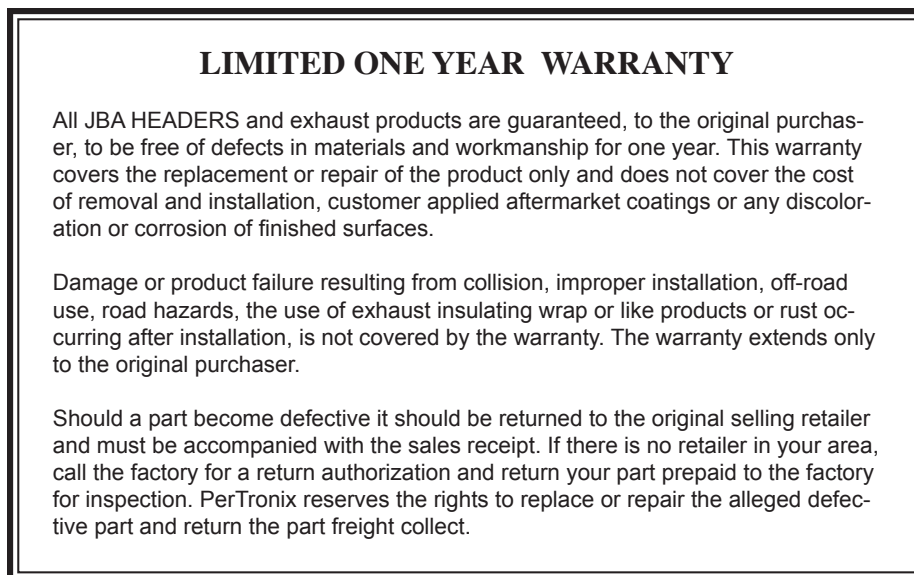 LIMITED ONE YEAR  WARRANTY
All JBA HEADERS and exhaust products are guaranteed, to the original purchas-
er, to be free of defects in materials and workmanship for one year. This warranty
covers the replacement or repair of the product only and does not cover the cost
of removal and installation, customer applied aftermarket coatings or any discolor-
ation or corrosion of finished surfaces.
Damage or product failure resulting from collision, improper installation, off-road
use, road hazards, the use of exhaust insulating wrap or like products or rust oc-
curring after installation, is not covered by the warranty. The warranty extends only
to the original purchaser.
Should a part become defective it should be returned to the original selling retailer
and must be accompanied with the sales receipt. If there is no retailer in your area,
call the factory for a return authorization and return your part prepaid to the factory
for inspection. PerTronix reserves the rights to replace or repair the alleged defec-
tive part and return the part freight collect.